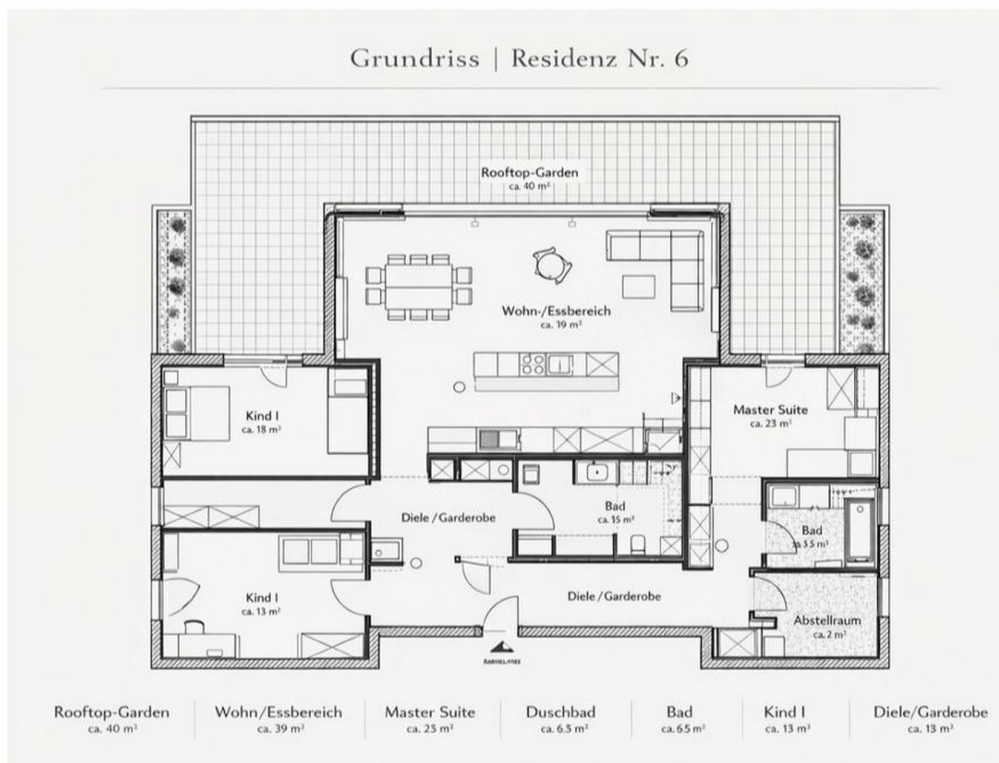 Grundriss | Residenz Nr. 6
Rooftop-Garden
ca. 40 m²
Wohn-/Essbereich
ca. 39 m²
Kind I
ca. 18 m²
Master Suite
ca. 23 m²
Diele/Garderobe
Bad
ca. 15 m²
Bad
3.5 m²
Kind I
ca. 13 m²
Diele/Garderobe
Abstellraum
ca. 2 m²
Rooftop-Garden
ca. 40 m²
Wohn/Essbereich
ca. 39 m²
Master Suite
ca. 23 m²
Duschbad
ca. 6.5 m²
Bad
ca. 6.5 m²
Kind I
ca. 13 m²
Diele/Garderobe
ca. 13 m²